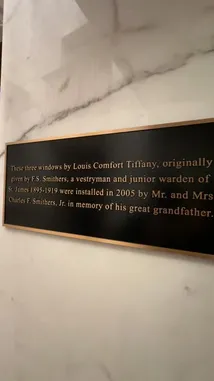 These three windows by Louis Comfort Tiffany, originally
given by F.S. Smithers, a vestryman and junior warden of
St. James 1895-1919 were installed in 2005 by Mr. and Mrs
Charles F. Smithers, Jr. in memory of his great grandfather.